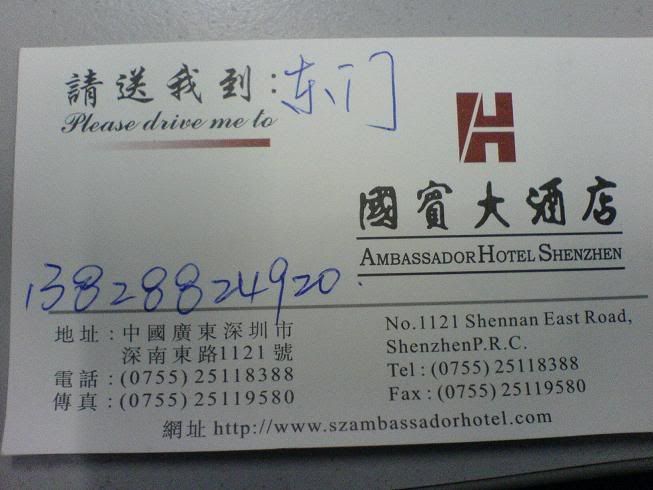 請送我到:东门
Please drive me to
國賓大酒店
AMBASSADOR HOTEL SHENZHEN
13828824920.
地址:中國廣東深圳市
深南東路1121號
電話:(0755)25118388
傳真:(0755)25119580
No.1121 Shennan East Road,
ShenzhenP.R.C.
Tel:(0755)25118388
Fax:(0755)25119580
網址 http://www.szambassadorhotel.com